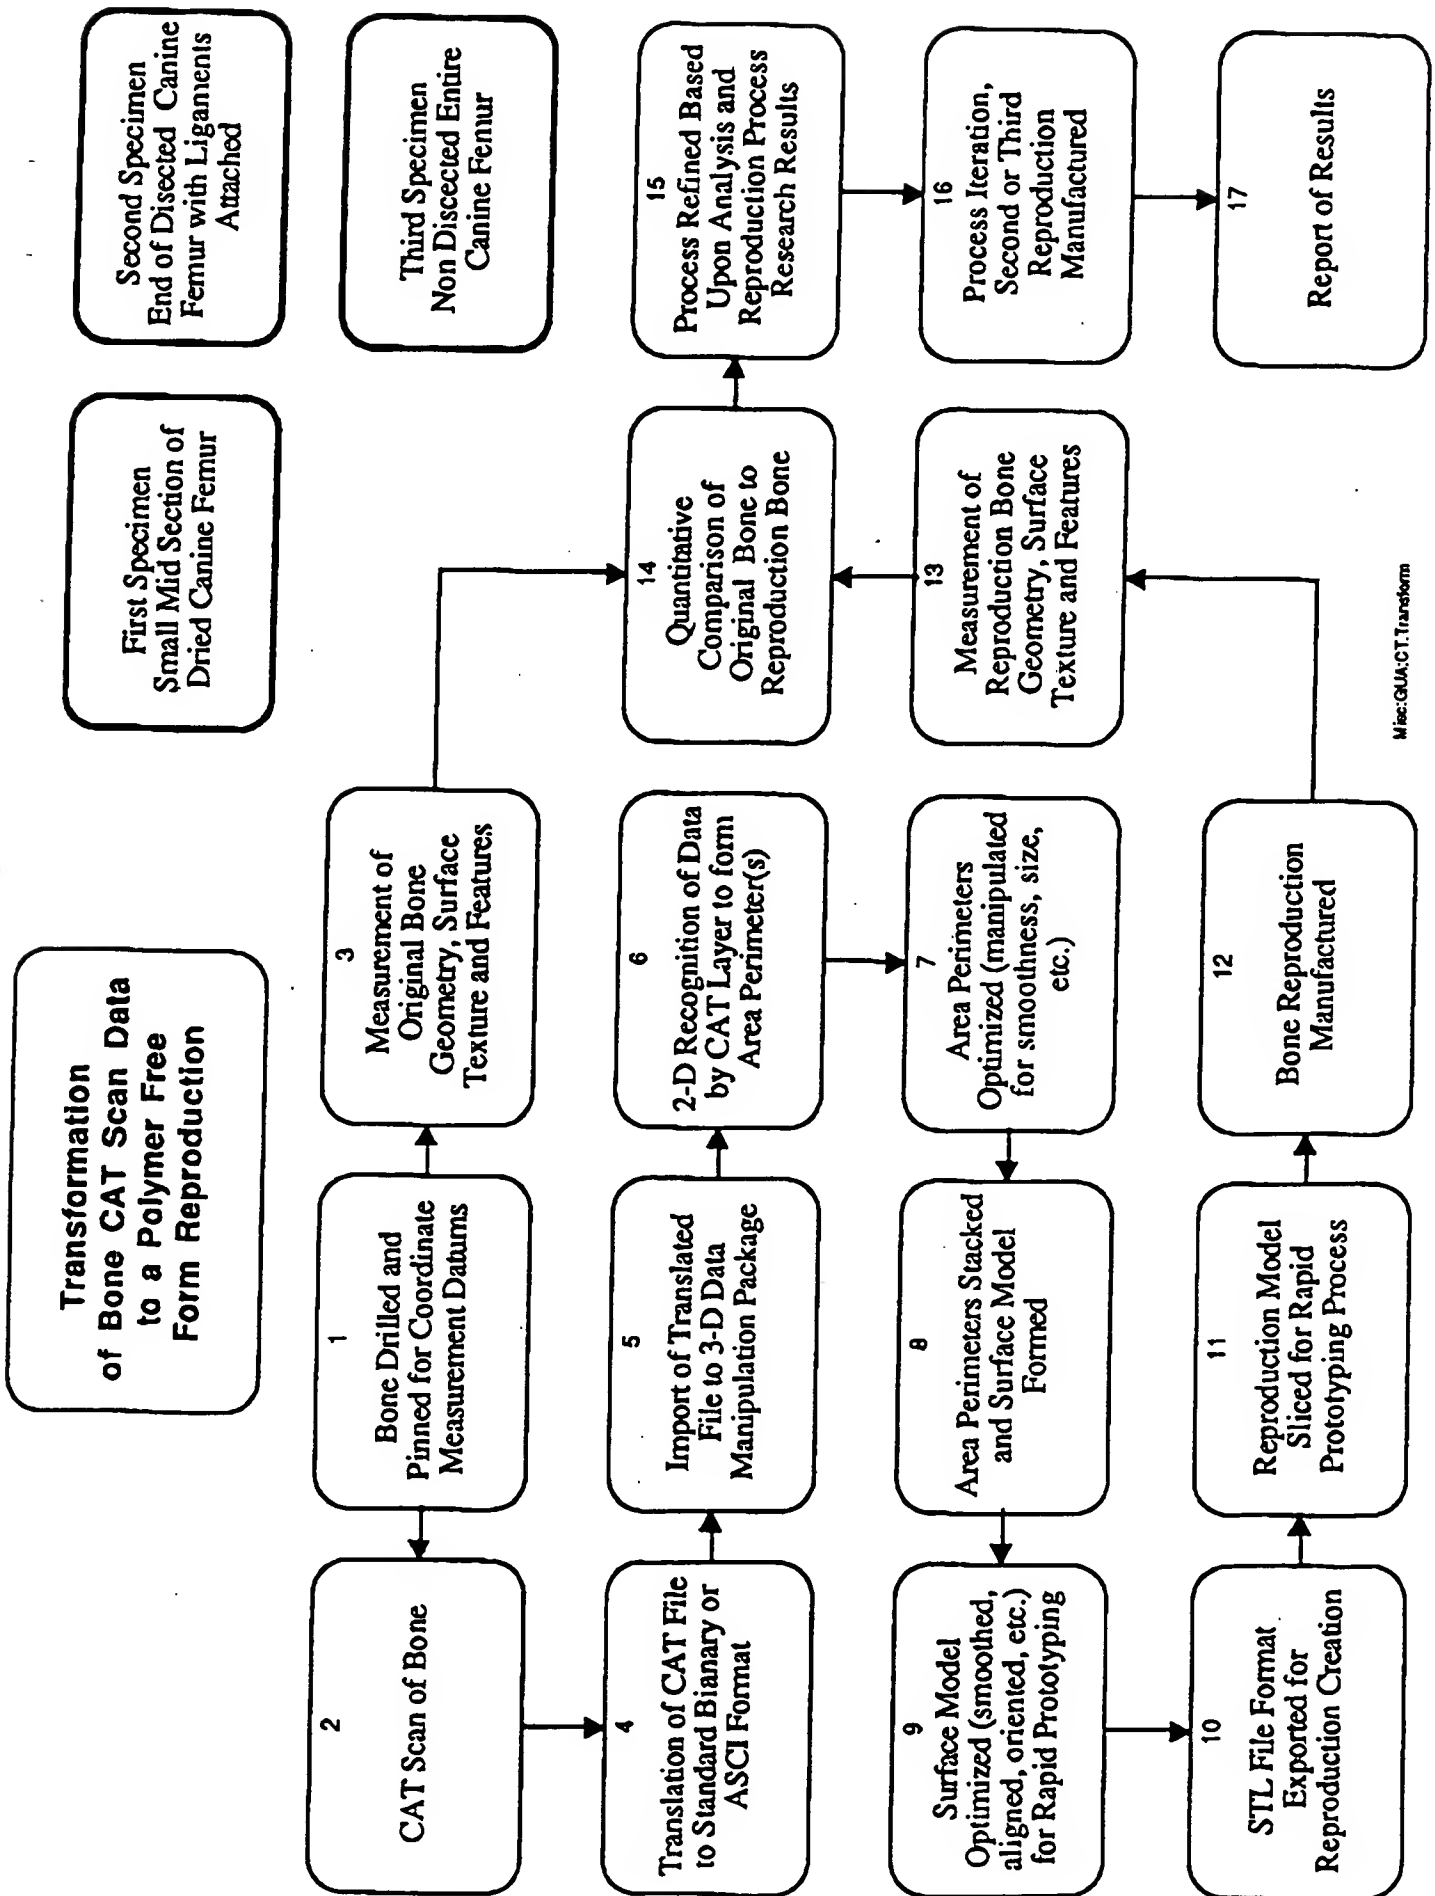 Transformation
of Bone CAT Scan Data
to a Polymer Free
Form Reproduction
First Specimen
Small Mid Section of
Dried Canine Femur
Second Specimen
End of Disected Canine
Femur with Ligaments
Attached
Third Specimen
Non Discected Entire
Canine Femur
1
Bone Drilled and
Pinned for Coordinate
Measurement Datums
2
CAT Scan of Bone
3
Measurement of
Original Bone
Geometry, Surface
Texture and Features
4
Translation of CAT File
to Standard Bianary or
ASCI Format
5
Import of Translated
File to 3-D Data
Manipulation Package
6
2-D Recognition of Data
by CAT Layer to form
Area Perimeter(s)
7
Area Perimeters
Optimized (manipulated
for smoothness, size,
etc.)
8
Area Perimeters Stacked
and Surface Model
Formed
9
Surface Model
Optimized (smoothed,
aligned, oriented, etc.)
for Rapid Prototyping
10
STL File Format
Exported for
Reproduction Creation
11
Reproduction Model
Sliced for Rapid
Prototyping Process
12
Bone Reproduction
Manufactured
13
Measurement of
Reproduction Bone
Geometry, Surface
Texture and Features
14
Quantitative
Comparison of
Original Bone to
Reproduction Bone
15
Process Refined Based
Upon Analysis and
Reproduction Process
Research Results
16
Process Iteration,
Second or Third
Reproduction
Manufactured
17
Report of Results
Misc:GUA:CT.Transform